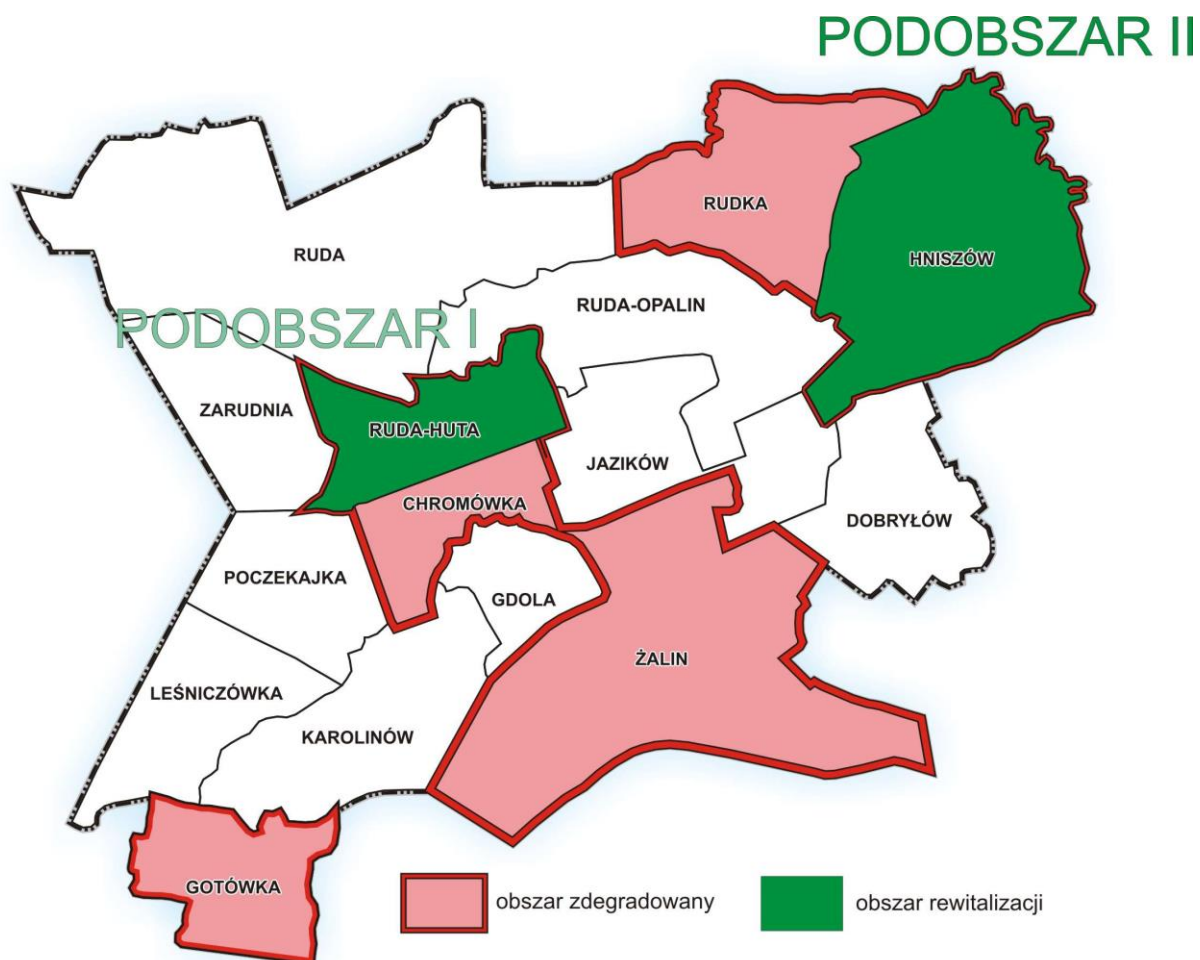 PODOBSZAR II
RUDKA
RUDA
HNISZÓW
RUDA-OPALIN
PODOBSZAR I
ZARUDNIA
RUDA-HUTA
JAZIKÓW
CHROMÓWKA
DOBRYŁÓW
POCZEKAJKA
GDOLA
ŻALIN
LEŚNICZÓWKA
KAROLINÓW
GOTÓWKA
obszar zdegradowany
obszar rewitalizacji